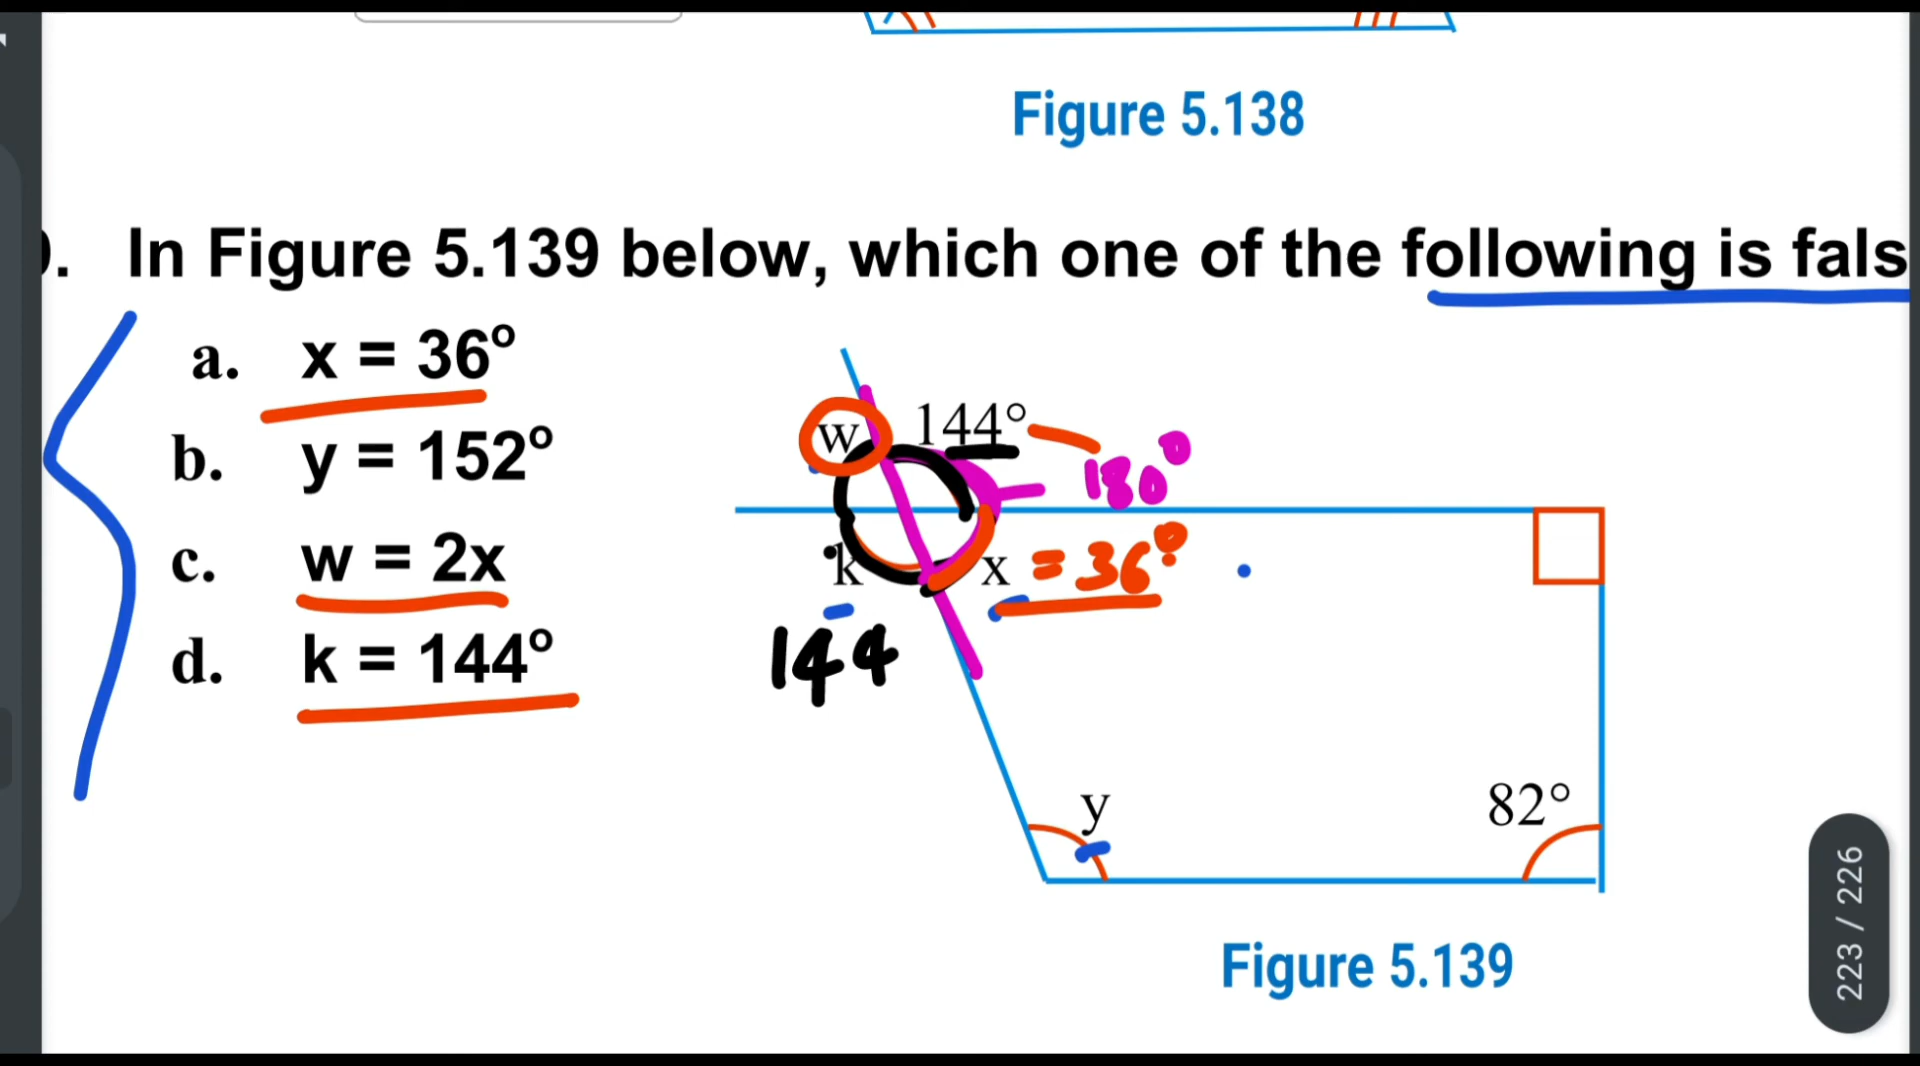 Figure 5.138
. In Figure 5.139 below, which one of the following is fals
a. x = 36°
b. y = 152°
c. w = 2x
d. k = 144°
w 144°
180°
k x = 36°
144
y 82°
Figure 5.139
223 / 226